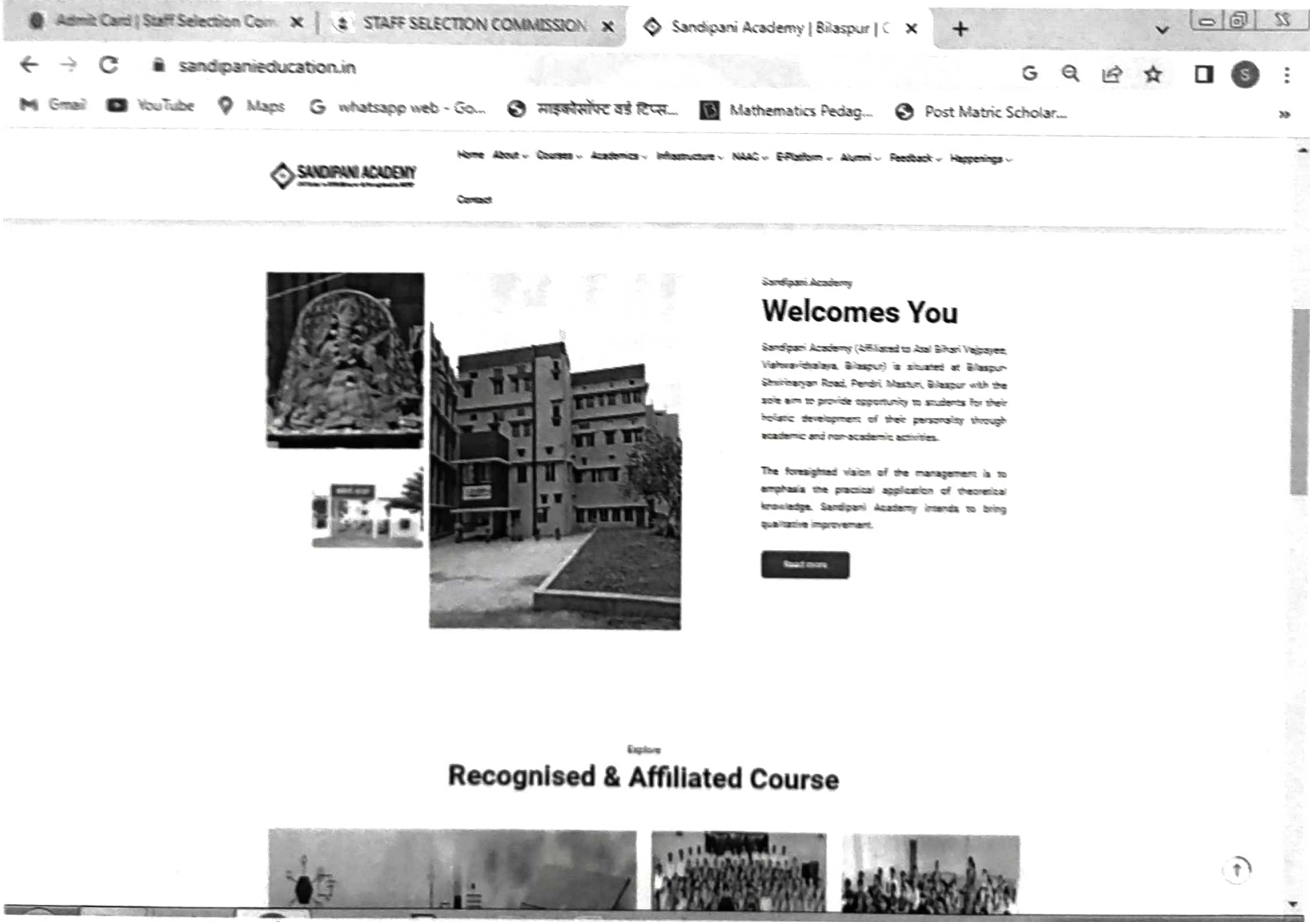 Admit Card | Staff Selection Com
STAFF SELECTION COMMISSION
Sandipani Academy | Bilaspur | C
sandipanieducation.in
G
S
Gmail YouTube Maps G whatsapp web - Go... माइक्रोसॉफ्ट वर्ड टिप्स... Mathematics Pedag... Post Matric Scholar...
SANDIPANI ACADEMY
Home About Courses Academics Infrastructure NAAC E-Platform Alumni Feedback Happenings
Contact
Sandipani Academy
Welcomes You
Sandipani Academy (Affiliated to Atal Bihari Vajpayee,
Vishwavidyalaya, Bilaspur) is situated at Bilaspur-
Shivrinaryan Road, Pendri, Masturi, Bilaspur with the
sole aim to provide opportunity to students for their
holistic development of their personality through
academic and non-academic activities.
The foresighted vision of the management is to
emphasis the practical application of theoretical
knowledge. Sandipani Academy intends to bring
qualitative improvement.
Read more
Explore
Recognised & Affiliated Course